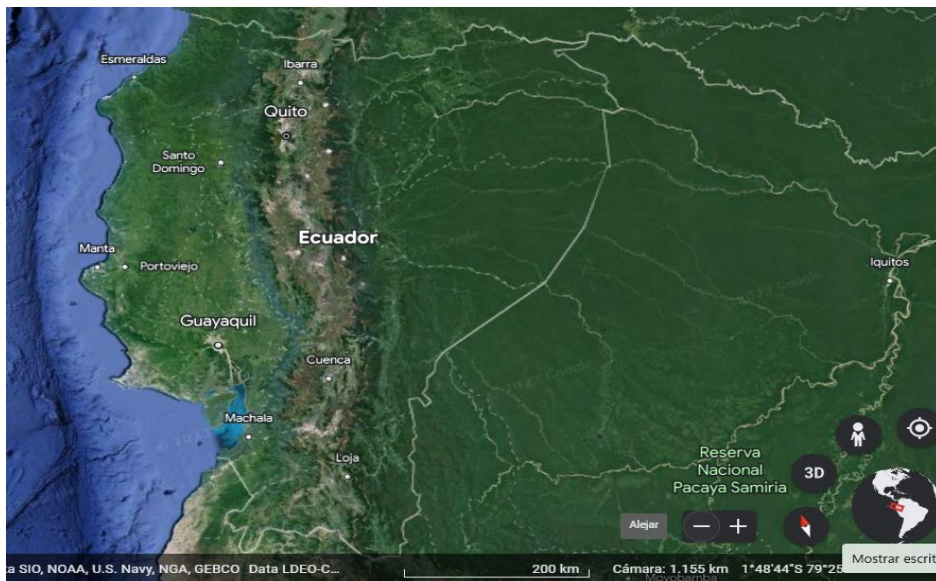 Esmeraldas
Ibarra
Quito
Santo
Domingo
Ecuador
Manta
Portoviejo
Iquitos
Guayaquil
Cuenca
Machala
Loja
Reserva
Nacional
Pacaya Samiria
3D
Alejar
Mostrar escrit
ta SIO, NOAA, U.S. Navy, NGA, GEBCO Data LDEO-C...
200 km
Cámara: 1.155 km
1°48'44"S 79°25
Moyobamba